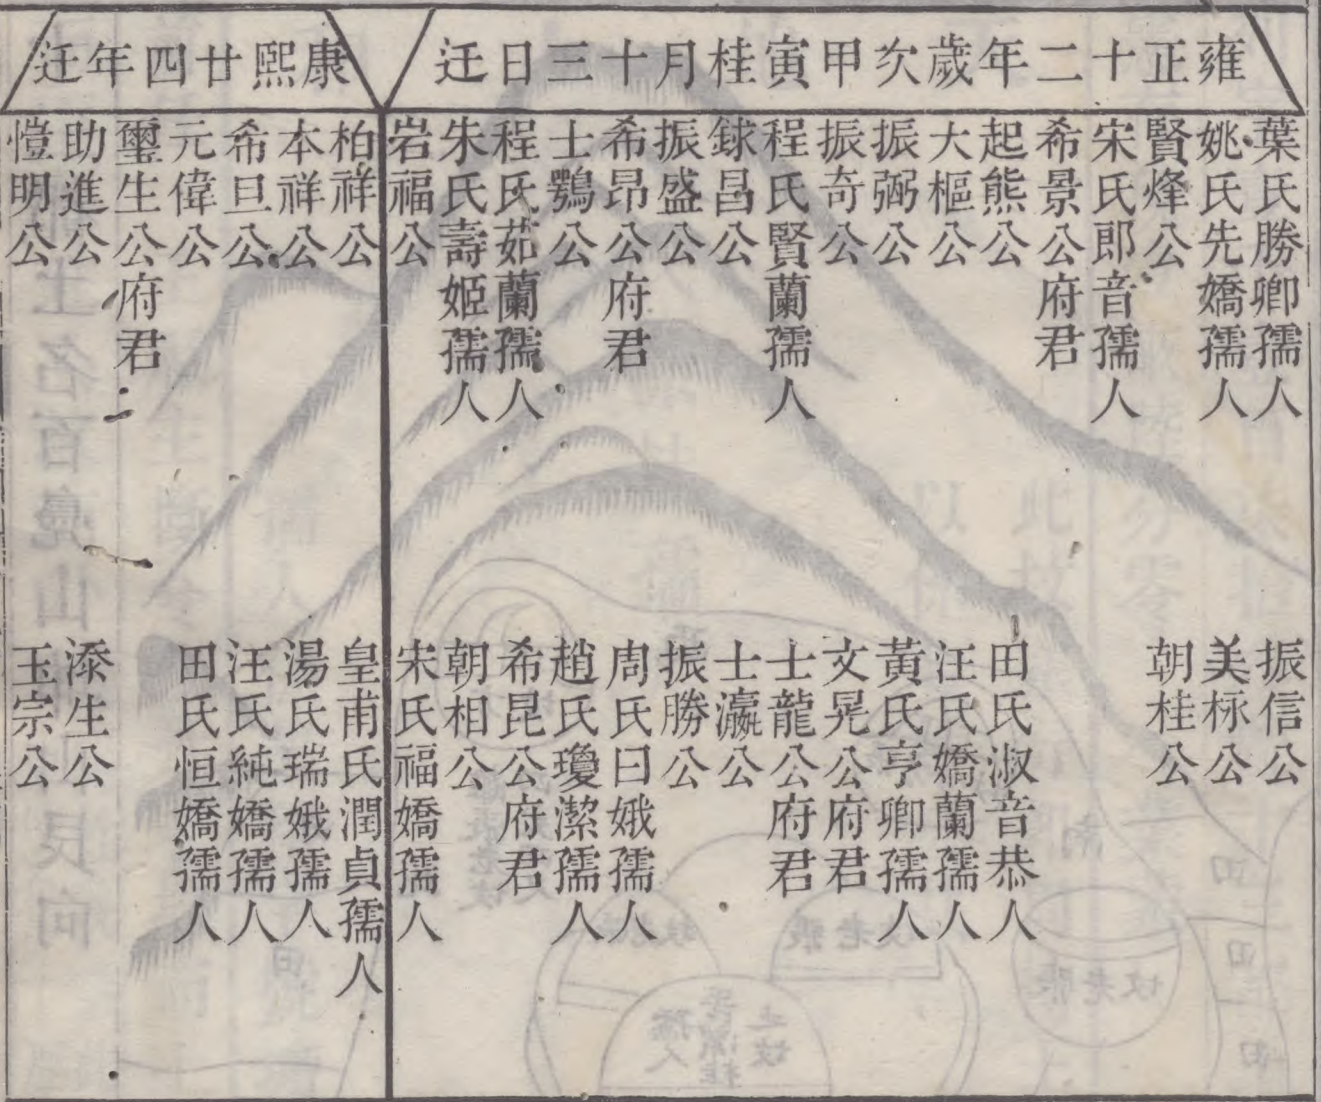 雍正十二年歲次甲寅桂月十三日迁
葉氏勝卿孺人
姚氏先嬌孺人
賢烽公
宋氏郎音孺人
希景公府君
起熊公
大樞公
振弼公
振奇公
程氏賢蘭孺人
銶昌公
振盛公
希昂公府君
士鶚公
程氏茹蘭孺人
朱氏壽姬孺人
岩福公
振信公
美柡公
朝桂公
田氏淑音恭人
汪氏嬌蘭孺人
黃氏亨卿孺人
文晃公府君
士龍公府君
士瀛公
振勝公
周氏曰娥孺人
趙氏瓊潔孺人
希昆公府君
朝相公
宋氏福嬌孺人
康熙廿四年迁
柏祥公
本祥公
希旦公
元偉公
璽生公府君
助進公
愷明公
皇甫氏潤貞孺人
湯氏瑞娥孺人
汪氏純嬌孺人
田氏恒嬌孺人
漆生公
玉宗公